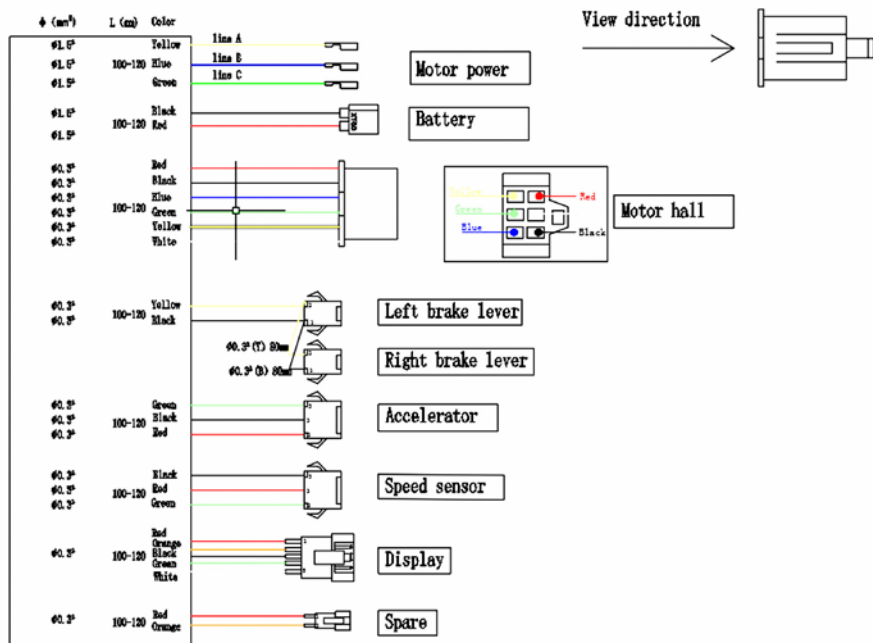 Φ (mm²) L (mm) Color
View direction
Φ1.5² Yellow line A
Φ1.5² 100-120 Blue line B
Φ1.5² Green line C
Motor power
Φ1.5² Black
100-120 Red
Φ1.5²
Battery
Φ0.3² Red
Φ0.3² Black
Φ0.3² Blue
Φ0.3² 100-120 Green
Φ0.3² Yellow
Φ0.3² White
Yellow Red
Green
Blue Black
Motor hall
Φ0.3² Yellow
Φ0.3² 100-120 Black
Left brake lever
Φ0.3² (Y) 80mm
Φ0.3² (B) 80mm
Right brake lever
Φ0.3² Green
Φ0.3² Black
Φ0.3² 100-120 Red
Accelerator
Φ0.3² Black
Φ0.3² Red
Φ0.3² 100-120 Green
Speed sensor
Red
Orange
Φ0.3² 100-120 Black
Green
White
Display
Φ0.3² 100-120 Red
Orange
Spare